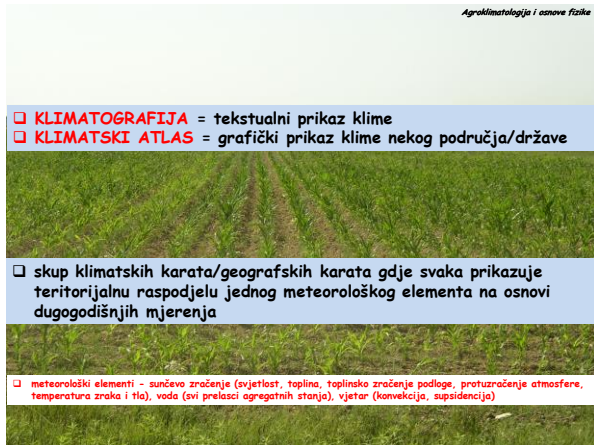 Agroklimatologija i osnove fizike
❑ KLIMATOGRAFIJA = tekstualni prikaz klime
❑ KLIMATSKI ATLAS = grafički prikaz klime nekog područja/države
❑ skup klimatskih karata/geografskih karata gdje svaka prikazuje
teritorijalnu raspodjelu jednog meteorološkog elementa na osnovi
dugogodišnjih mjerenja
❑ meteorološki elementi - sunčevo zračenje (svjetlost, toplina, toplinsko zračenje podloge, protuzračenje atmosfere,
temperatura zraka i tla), voda (svi prelasci agregatnih stanja), vjetar (konvekcija, supsidencija)